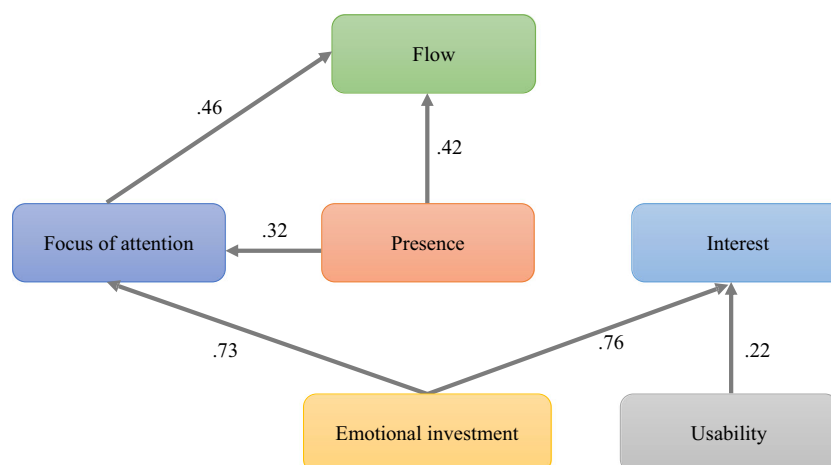 Flow
.46
.42
Focus of attention
.32
Presence
Interest
.73
.76
.22
Emotional investment
Usability